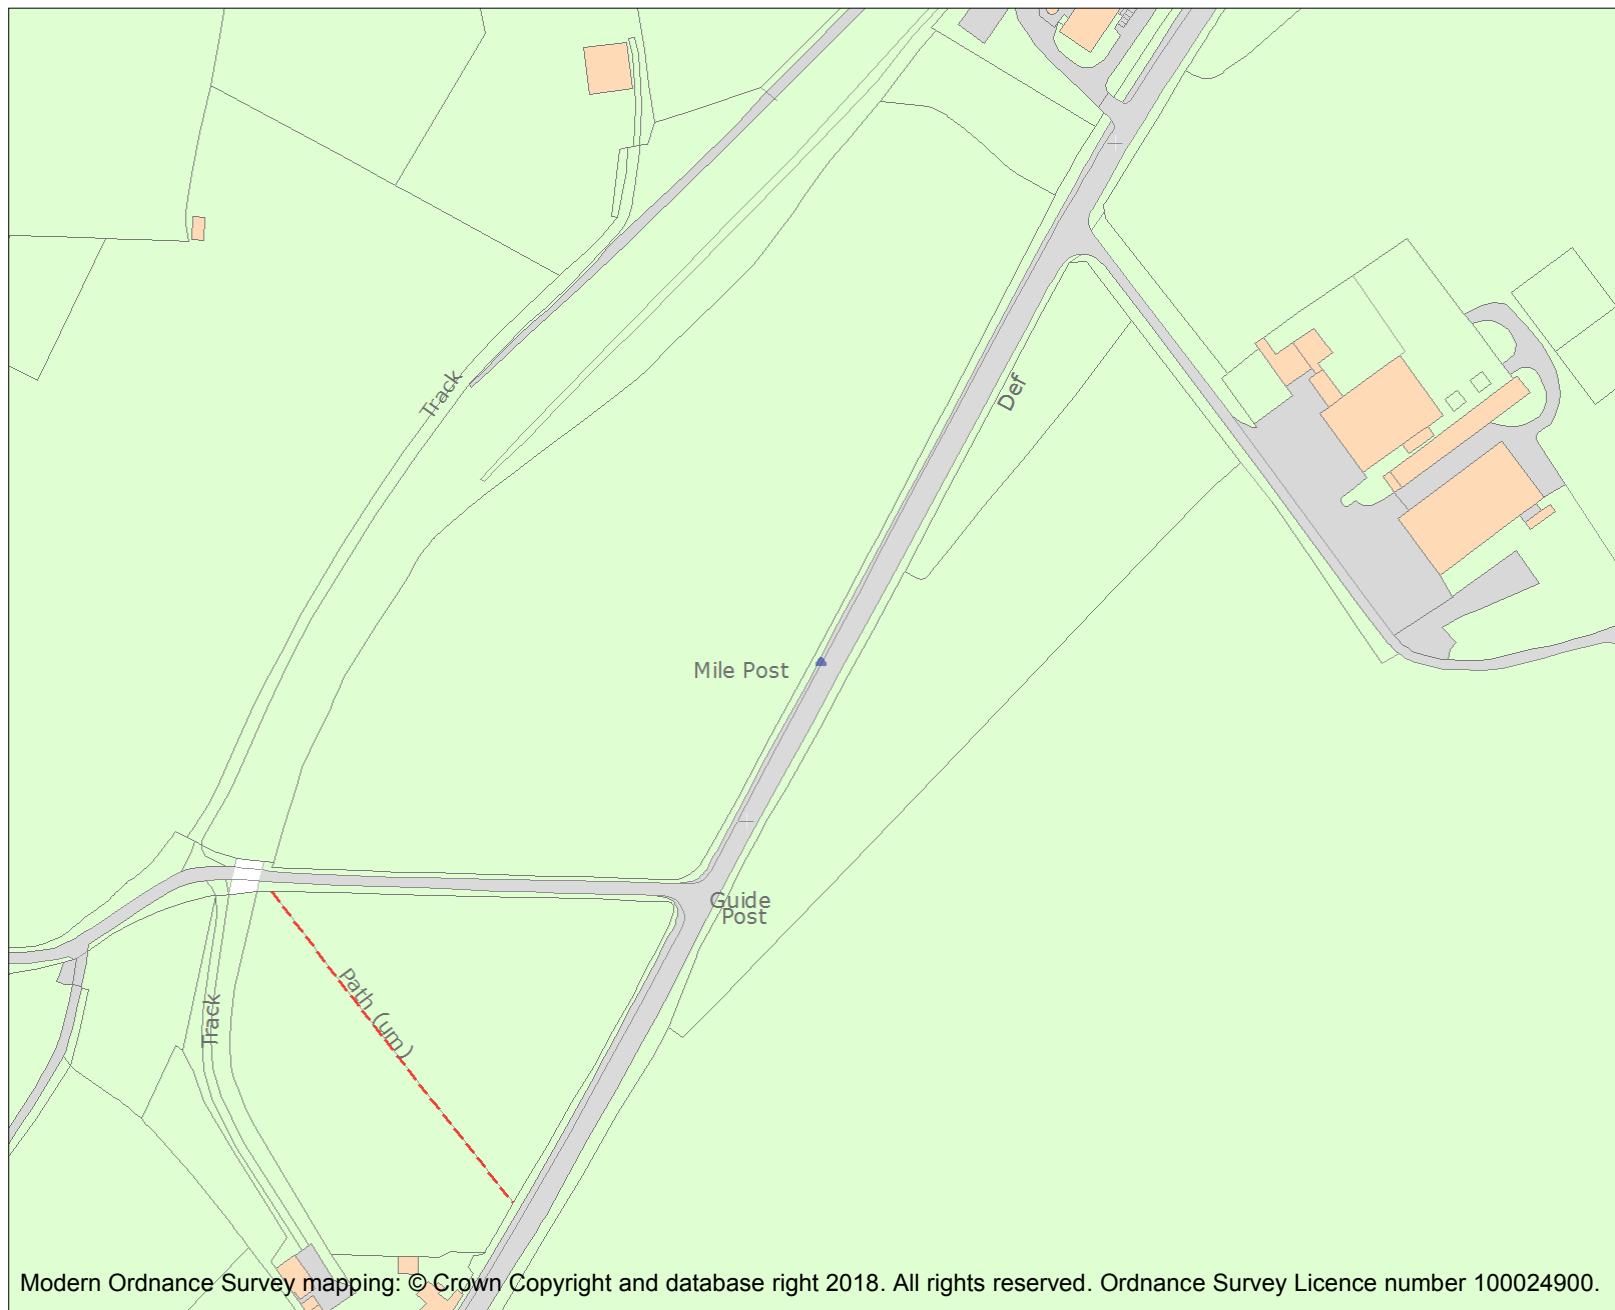 Track
Def
Mile Post
Guide
Post
Path (um)
Track
Modern Ordnance Survey mapping: © Crown Copyright and database right 2018. All rights reserved. Ordnance Survey Licence number 100024900.